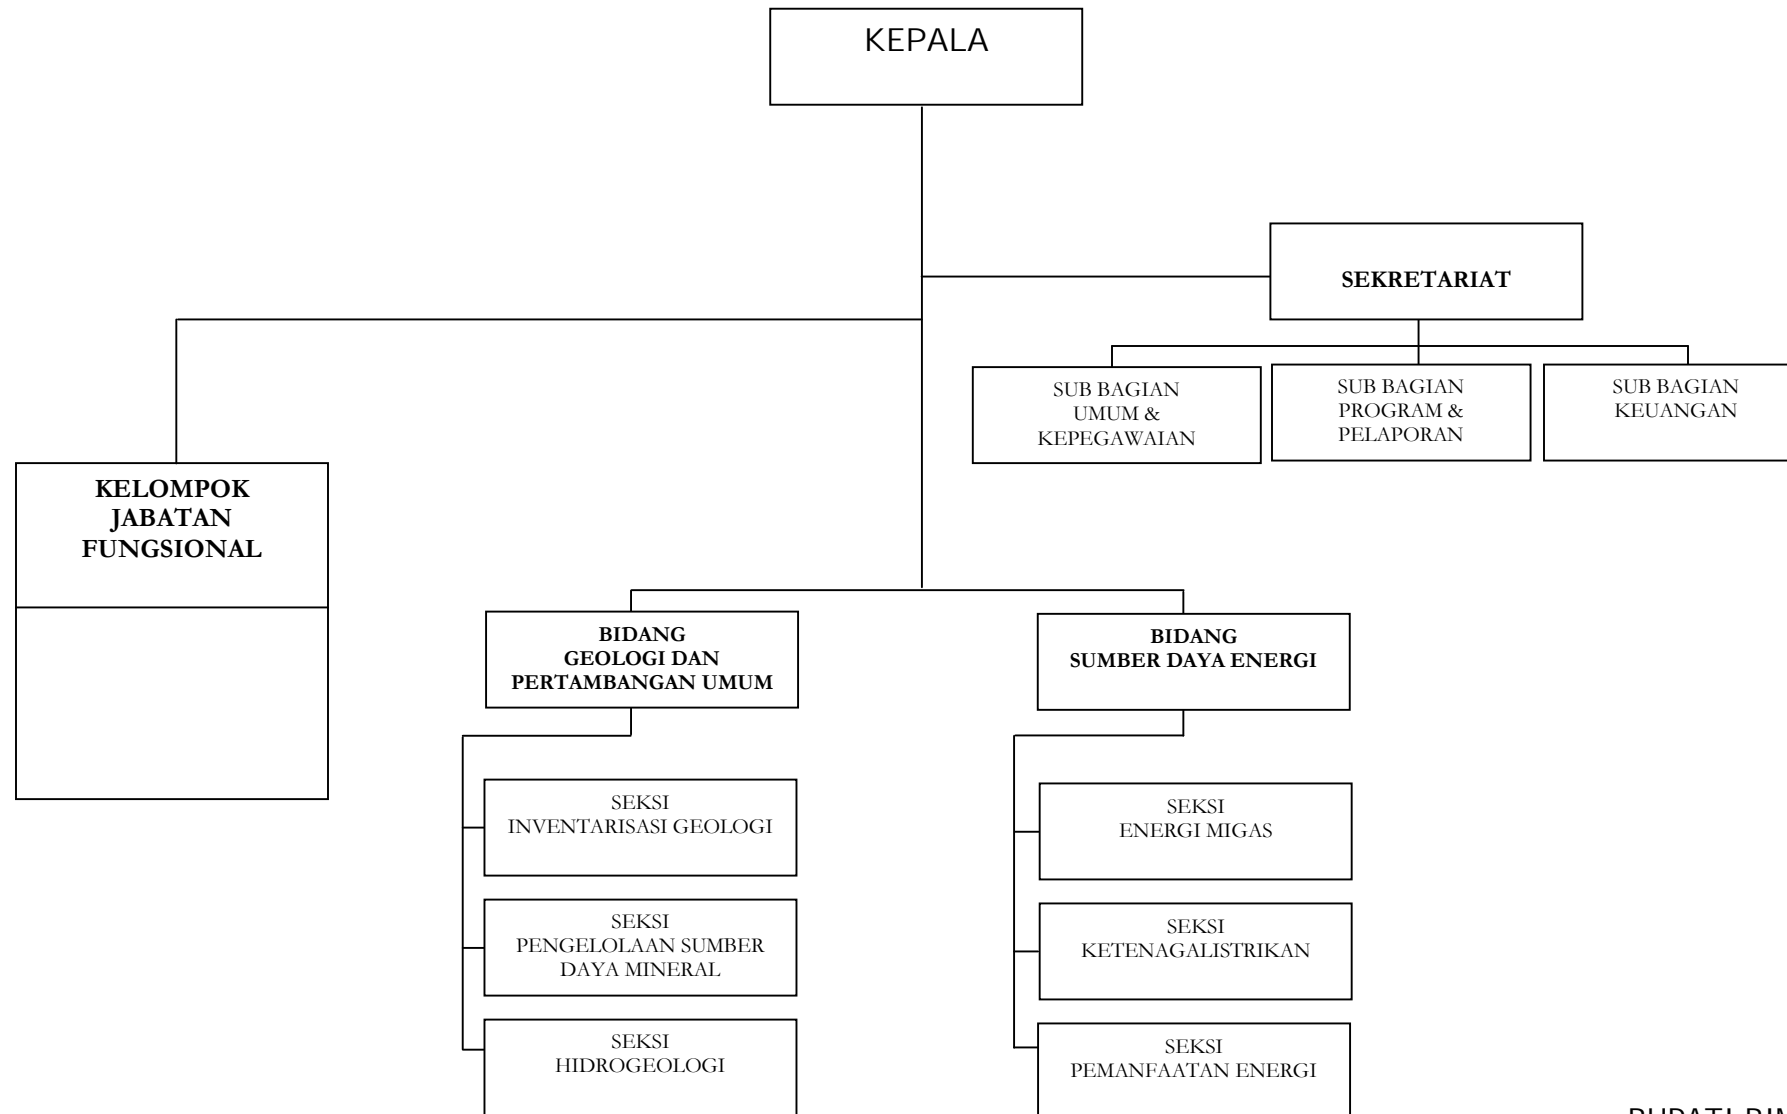 KEPALA
SEKRETARIAT
SUB BAGIAN
UMUM &
KEPEGAWAIAN
SUB BAGIAN
PROGRAM &
PELAPORAN
SUB BAGIAN
KEUANGAN
KELOMPOK
JABATAN
FUNGSIONAL
BIDANG
GEOLOGI DAN
PERTAMBANGAN UMUM
BIDANG
SUMBER DAYA ENERGI
SEKSI
INVENTARISASI GEOLOGI
SEKSI
PENGELOLAAN SUMBER
DAYA MINERAL
SEKSI
HIDROGEOLOGI
SEKSI
ENERGI MIGAS
SEKSI
KETENAGALISTRIKAN
SEKSI
PEMANFAATAN ENERGI